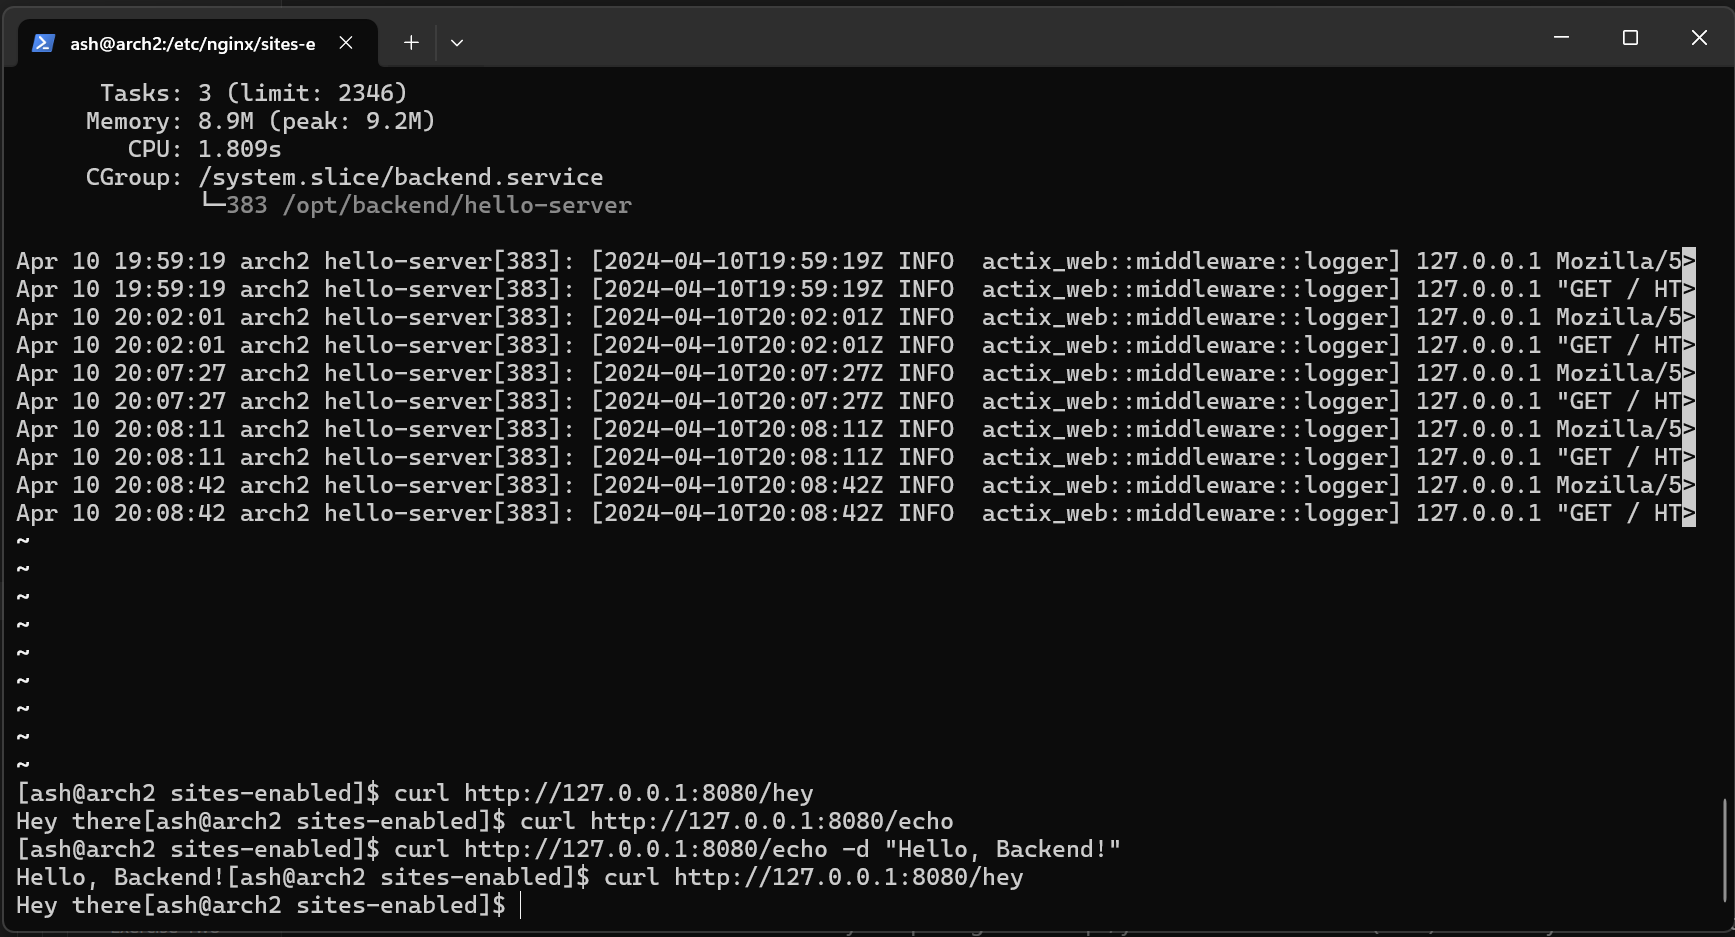 ash@arch2:/etc/nginx/sites-e
Tasks: 3 (limit: 2346)
Memory: 8.9M (peak: 9.2M)
CPU: 1.809s
CGroup: /system.slice/backend.service
└─383 /opt/backend/hello-server
Apr 10 19:59:19 arch2 hello-server[383]: [2024-04-10T19:59:19Z INFO  actix_web::middleware::logger] 127.0.0.1 Mozilla/5>
Apr 10 19:59:19 arch2 hello-server[383]: [2024-04-10T19:59:19Z INFO  actix_web::middleware::logger] 127.0.0.1 "GET / HT>
Apr 10 20:02:01 arch2 hello-server[383]: [2024-04-10T20:02:01Z INFO  actix_web::middleware::logger] 127.0.0.1 Mozilla/5>
Apr 10 20:02:01 arch2 hello-server[383]: [2024-04-10T20:02:01Z INFO  actix_web::middleware::logger] 127.0.0.1 "GET / HT>
Apr 10 20:07:27 arch2 hello-server[383]: [2024-04-10T20:07:27Z INFO  actix_web::middleware::logger] 127.0.0.1 Mozilla/5>
Apr 10 20:07:27 arch2 hello-server[383]: [2024-04-10T20:07:27Z INFO  actix_web::middleware::logger] 127.0.0.1 "GET / HT>
Apr 10 20:08:11 arch2 hello-server[383]: [2024-04-10T20:08:11Z INFO  actix_web::middleware::logger] 127.0.0.1 Mozilla/5>
Apr 10 20:08:11 arch2 hello-server[383]: [2024-04-10T20:08:11Z INFO  actix_web::middleware::logger] 127.0.0.1 "GET / HT>
Apr 10 20:08:42 arch2 hello-server[383]: [2024-04-10T20:08:42Z INFO  actix_web::middleware::logger] 127.0.0.1 Mozilla/5>
Apr 10 20:08:42 arch2 hello-server[383]: [2024-04-10T20:08:42Z INFO  actix_web::middleware::logger] 127.0.0.1 "GET / HT>
~
~
~
~
~
~
~
~
~
[ash@arch2 sites-enabled]$ curl http://127.0.0.1:8080/hey
Hey there[ash@arch2 sites-enabled]$ curl http://127.0.0.1:8080/echo
[ash@arch2 sites-enabled]$ curl http://127.0.0.1:8080/echo -d "Hello, Backend!"
Hello, Backend![ash@arch2 sites-enabled]$ curl http://127.0.0.1:8080/hey
Hey there[ash@arch2 sites-enabled]$